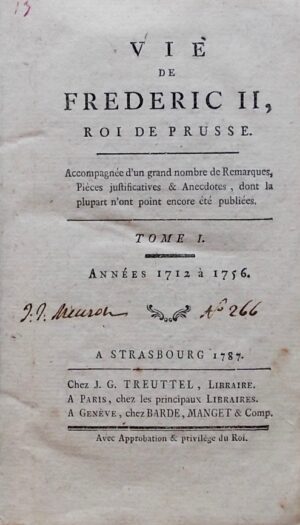 13
VIE
DE
FREDERIC II,
ROI DE PRUSSE.
Accompagnée d'un grand nombre de Remarques,
Pièces justificatives & Anecdotes, dont la
plupart n'ont point encore été publiées.
TOME I.
ANNÉES 1712 à 1756.
J. J. Meuron N° 266
A STRASBOURG 1787.
Chez J. G. TREUTTEL, LIBRAIRE.
A PARIS, chez les principaux LIBRAIRES.
A GENÈVE, chez BARDE, MANGET & Comp.
Avec Approbation & privilége du Roi.